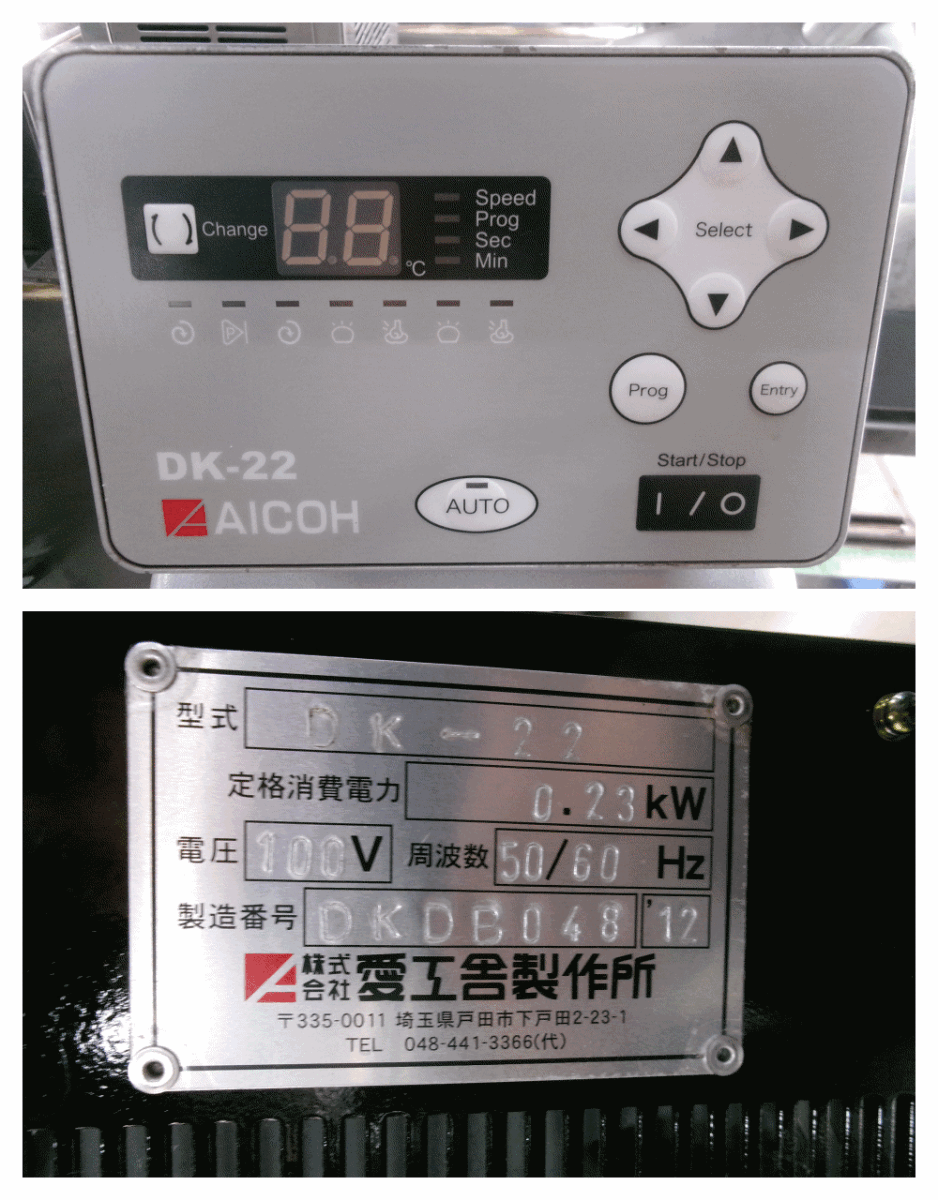 Change
88
℃
Speed
Prog
Sec
Min
Select
Prog
Entry
DK-22
AICOH
AUTO
Start/Stop
I / O
型式 DK-22
定格消費電力 0.23kW
電圧 100V 周波数 50/60 Hz
製造番号 DKDB048 '12
株式会社 愛工舎製作所
〒335-0011 埼玉県戸田市下戸田2-23-1
TEL 048-441-3366(代)